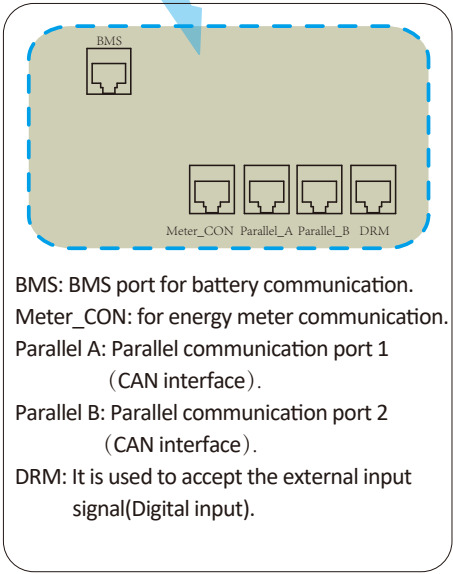 BMS
Meter_CON Parallel_A Parallel_B DRM
BMS: BMS port for battery communication.
Meter_CON: for energy meter communication.
Parallel A: Parallel communication port 1
（CAN interface）.
Parallel B: Parallel communication port 2
（CAN interface）.
DRM: It is used to accept the external input
signal(Digital input).